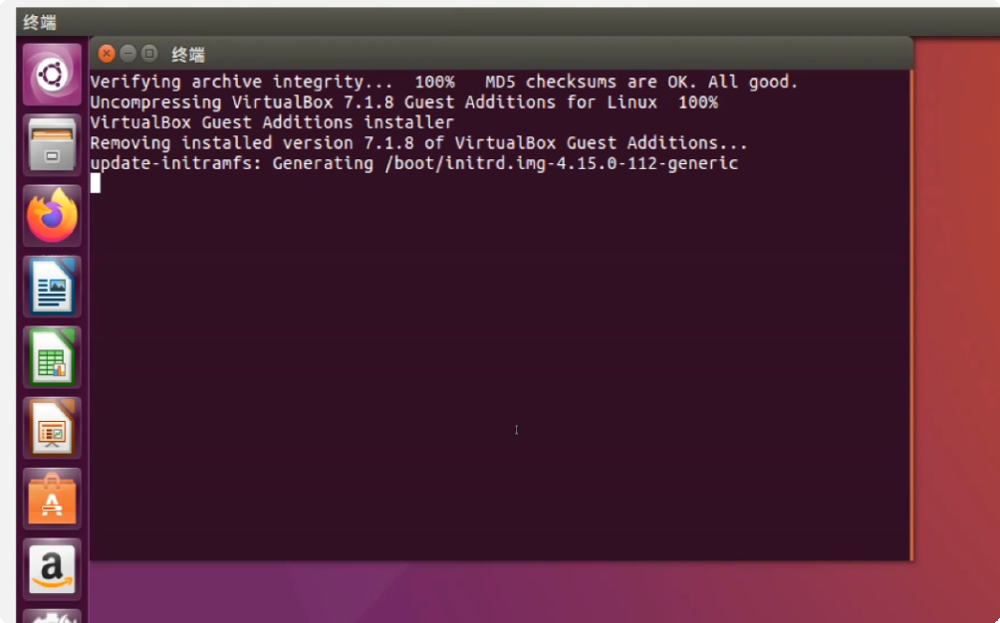 终端
终端
Verifying archive integrity...  100%   MD5 checksums are OK. All good.
Uncompressing VirtualBox 7.1.8 Guest Additions for Linux  100%
VirtualBox Guest Additions installer
Removing installed version 7.1.8 of VirtualBox Guest Additions...
update-initramfs: Generating /boot/initrd.img-4.15.0-112-generic